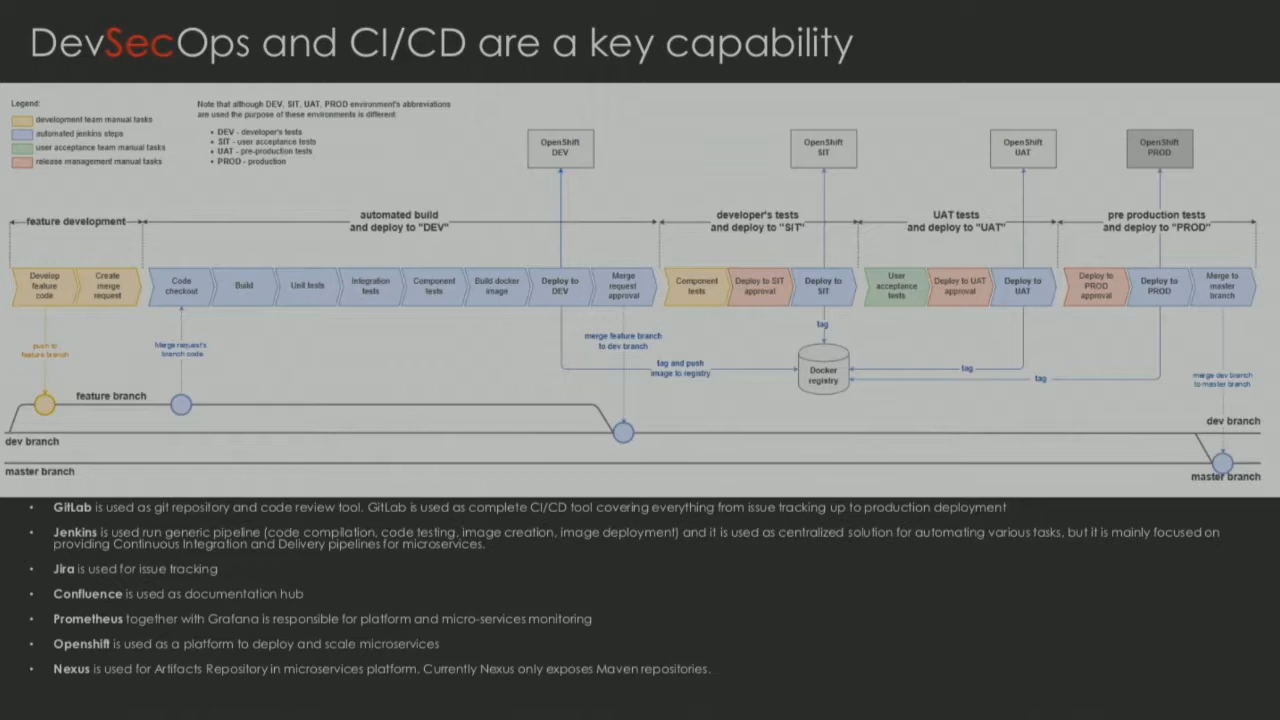 DevSecOps and CI/CD are a key capability
Legend:
development team manual tasks
automated jenkins steps
user acceptance team manual tasks
release management manual tasks
Note that although DEV, SIT, UAT, PROD environment's abbreviations
are used the purpose of these environments is different
• DEV - developer's tests
• SIT - user acceptance tests
• UAT - pre-production tests
• PROD - production
OpenShift
DEV
OpenShift
SIT
OpenShift
UAT
OpenShift
PROD
feature development
automated build
and deploy to "DEV"
developer's tests
and deploy to "SIT"
UAT tests
and deploy to "UAT"
pre production tests
and deploy to "PROD"
Develop
feature
code
Create
merge
request
Code
checkout
Build
Unit tests
Integration
tests
Component
tests
Build docker
image
Deploy to
DEV
Merge
request
approval
Component
tests
Deploy to SIT
approval
Deploy to
SIT
User
acceptance
tests
Deploy to UAT
approval
Deploy to
UAT
Deploy to
PROD
approval
Deploy to
PROD
Merge to
master
branch
push to
feature branch
Merge request's
branch code
merge feature branch
to dev branch
tag and push
image to registry
tag
Docker
registry
tag
tag
merge dev branch
to master branch
feature branch
dev branch
dev branch
master branch
master branch
• GitLab is used as git repository and code review tool. GitLab is used as complete CI/CD tool covering everything from issue tracking up to production deployment
• Jenkins is used run generic pipeline (code compilation, code testing, image creation, image deployment) and it is used as centralized solution for automating various tasks, but it is mainly focused on
providing Continuous Integration and Delivery pipelines for microservices.
• Jira is used for issue tracking
• Confluence is used as documentation hub
• Prometheus together with Grafana is responsible for platform and micro-services monitoring
• Openshift is used as a platform to deploy and scale microservices
• Nexus is used for Artifacts Repository in microservices platform. Currently Nexus only exposes Maven repositories.